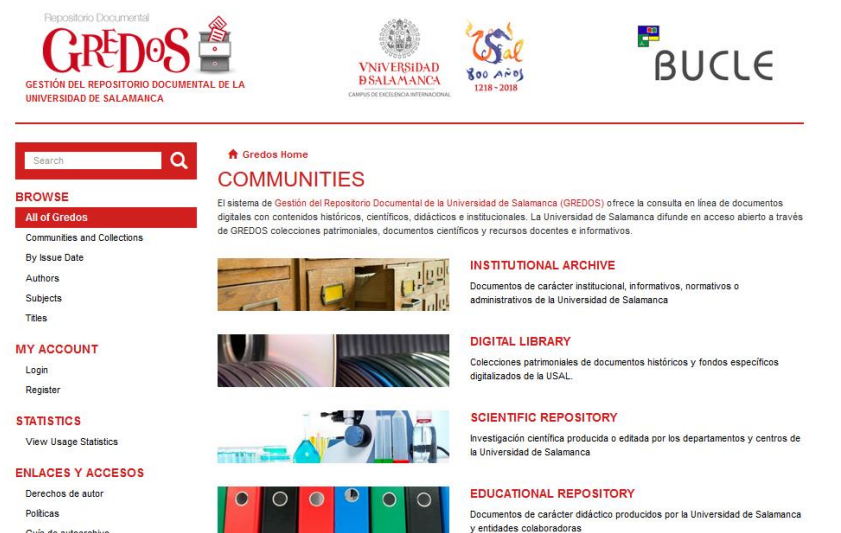 Repositorio Documental
GREDOS
GESTIÓN DEL REPOSITORIO DOCUMENTAL DE LA
UNIVERSIDAD DE SALAMANCA
VNiVERSiDAD
D SALAMANCA
CAMPUS DE EXCELENCIA INTERNACIONAL
USal
800 AÑOS
1218 - 2018
BUCLE
Search
BROWSE
All of Gredos
Communities and Collections
By Issue Date
Authors
Subjects
Titles
MY ACCOUNT
Login
Register
STATISTICS
View Usage Statistics
ENLACES Y ACCESOS
Derechos de autor
Políticas
Guía de autoarchivo
Gredos Home
COMMUNITIES
El sistema de Gestión del Repositorio Documental de la Universidad de Salamanca (GREDOS) ofrece la consulta en línea de documentos
digitales con contenidos históricos, científicos, didácticos e institucionales. La Universidad de Salamanca difunde en acceso abierto a través
de GREDOS colecciones patrimoniales, documentos científicos y recursos docentes e informativos.
INSTITUTIONAL ARCHIVE
Documentos de carácter institucional, informativos, normativos o
administrativos de la Universidad de Salamanca
DIGITAL LIBRARY
Colecciones patrimoniales de documentos históricos y fondos específicos
digitalizados de la USAL.
SCIENTIFIC REPOSITORY
Investigación científica producida o editada por los departamentos y centros de
la Universidad de Salamanca
EDUCATIONAL REPOSITORY
Documentos de carácter didáctico producidos por la Universidad de Salamanca
y entidades colaboradoras